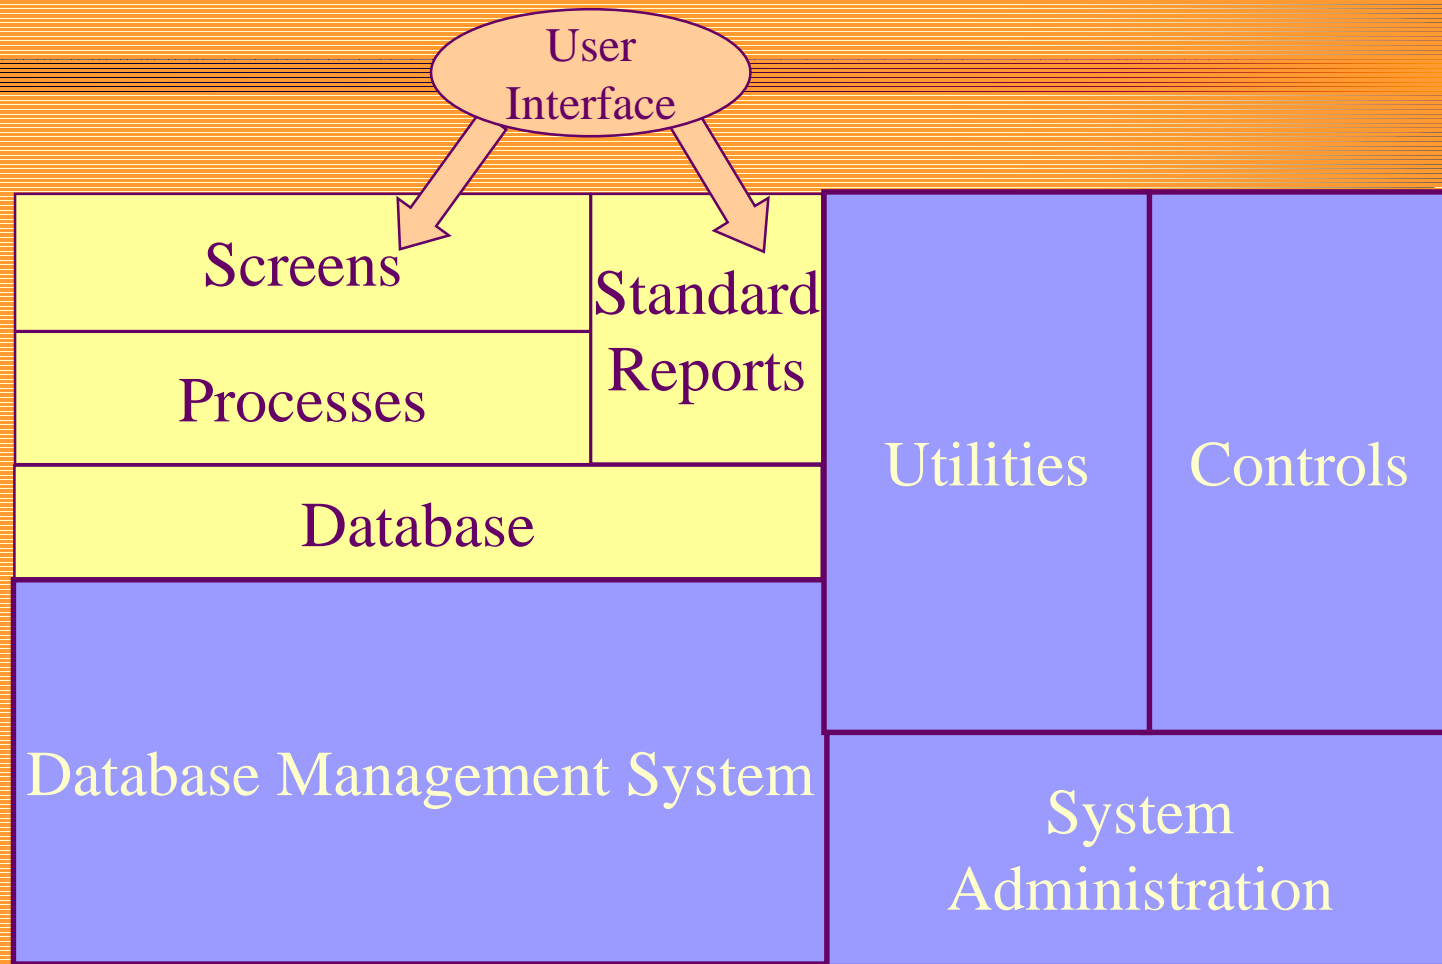 User
Interface
Screens
Standard
Reports
Processes
Utilities
Controls
Database
Database Management System
System
Administration